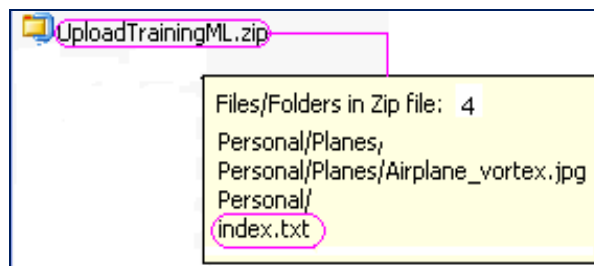 UploadTrainingML.zip
Files/Folders in Zip file: 4
Personal/Planes,
Personal/Planes/Airplane_vortex.jpg
Personal/
index.txt